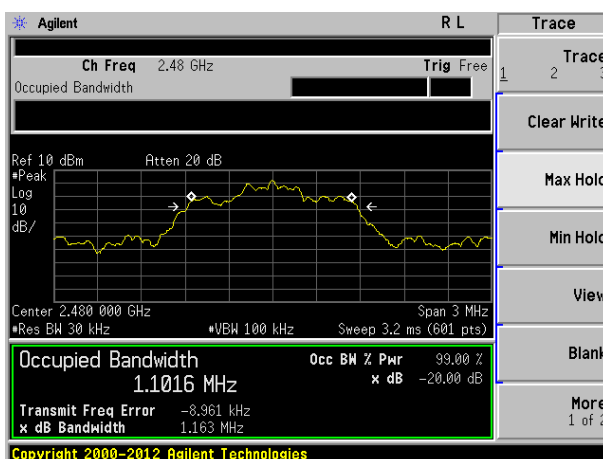 Agilent R L Trace
Ch Freq 2.48 GHz Trig Free
Occupied Bandwidth
Trace
1 2 3
Clear Write
Max Hold
Min Hold
View
Blank
More
1 of 2
Ref 10 dBm Atten 20 dB
#Peak
Log
10
dB/
Center 2.480 000 GHz Span 3 MHz
#Res BW 30 kHz #VBW 100 kHz Sweep 3.2 ms (601 pts)
Occupied Bandwidth Occ BW % Pwr 99.00 %
1.1016 MHz x dB -20.00 dB
Transmit Freq Error -8.961 kHz
x dB Bandwidth 1.163 MHz
Copyright 2000-2012 Agilent Technologies